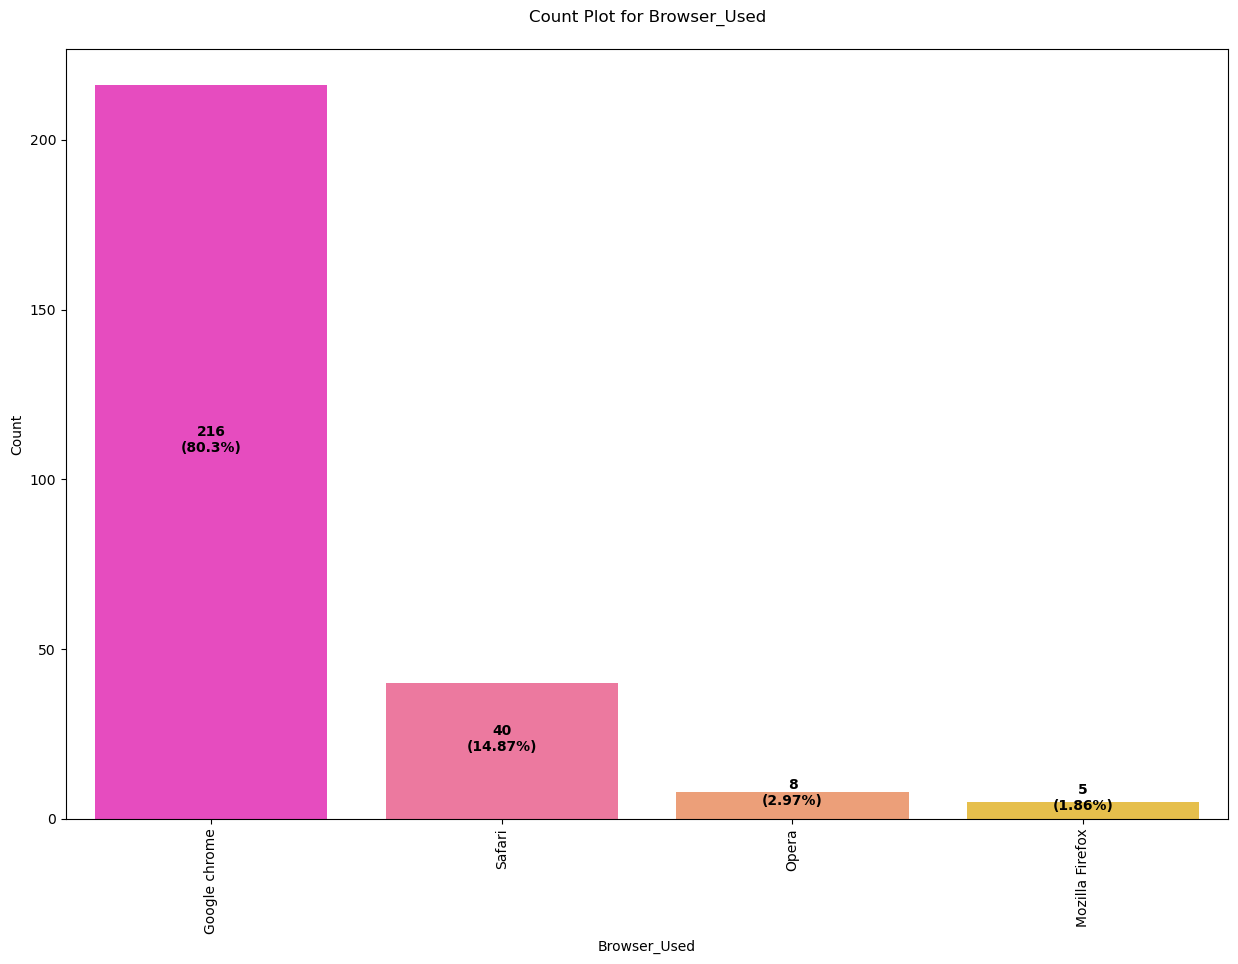 Count Plot for Browser_Used
Count
200
150
100
50
0
216
(80.3%)
40
(14.87%)
8
(2.97%)
5
(1.86%)
Google chrome
Safari
Opera
Mozilla Firefox
Browser_Used